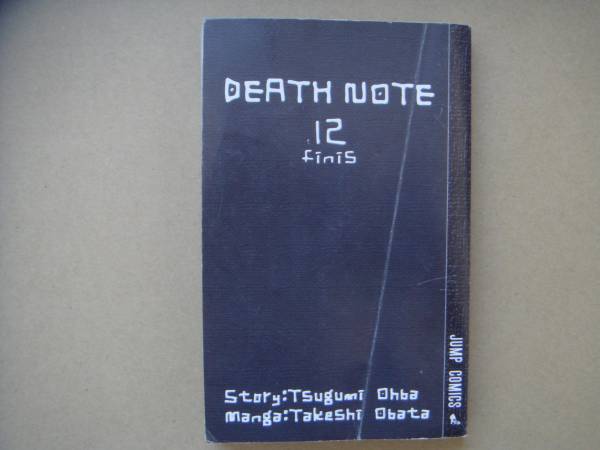 DEATH NOTE
12
finis
Story:Tsugumi Ohba
Manga:Takeshi Obata
JUMP COMICS